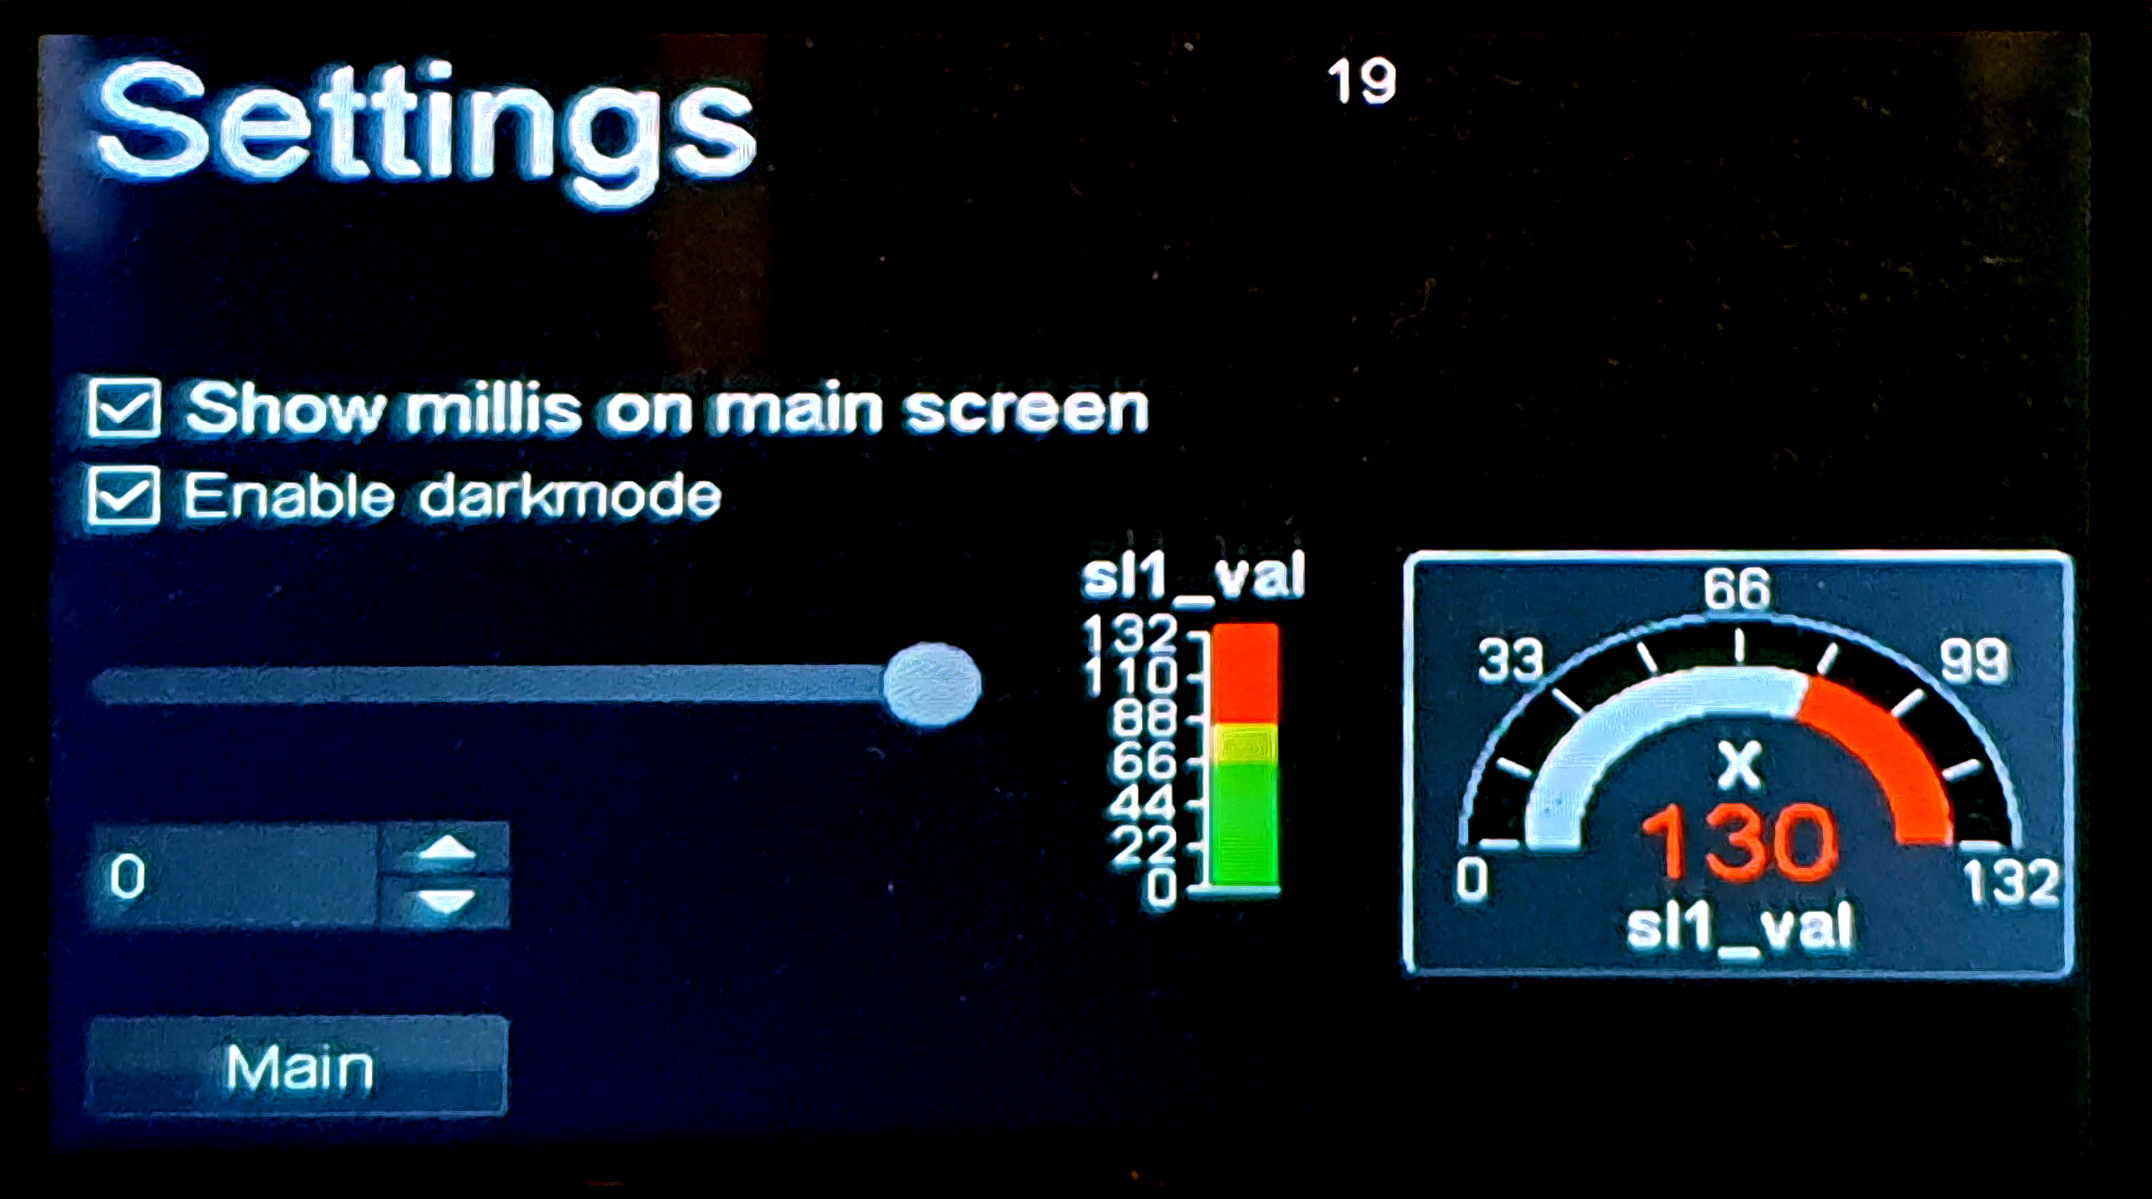 Settings
19
Show millis on main screen
Enable darkmode
sl1_val
132
110
88
66
44
22
0
66
33
99
x
130
0
132
sl1_val
0
Main